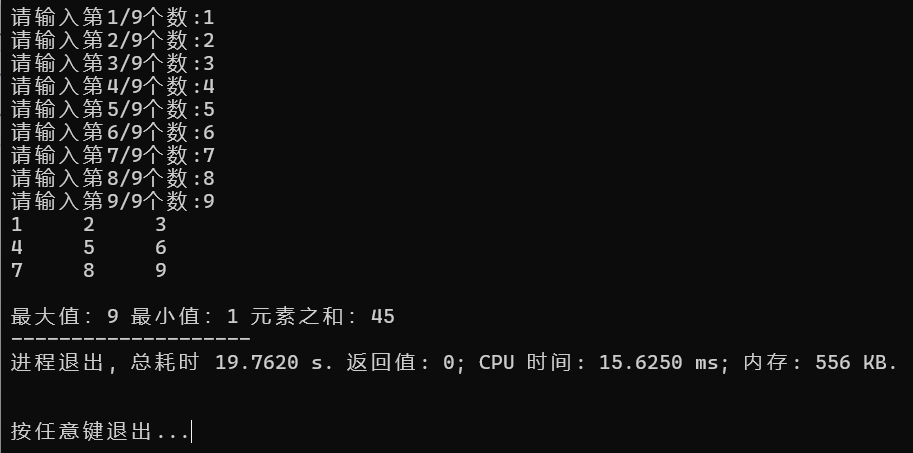 请输入第1/9个数:1
请输入第2/9个数:2
请输入第3/9个数:3
请输入第4/9个数:4
请输入第5/9个数:5
请输入第6/9个数:6
请输入第7/9个数:7
请输入第8/9个数:8
请输入第9/9个数:9
1 2 3
4 5 6
7 8 9
最大值: 9 最小值: 1 元素之和: 45
--------------------
进程退出, 总耗时 19.7620 s. 返回值: 0; CPU 时间: 15.6250 ms; 内存: 556 KB.
按任意键退出...